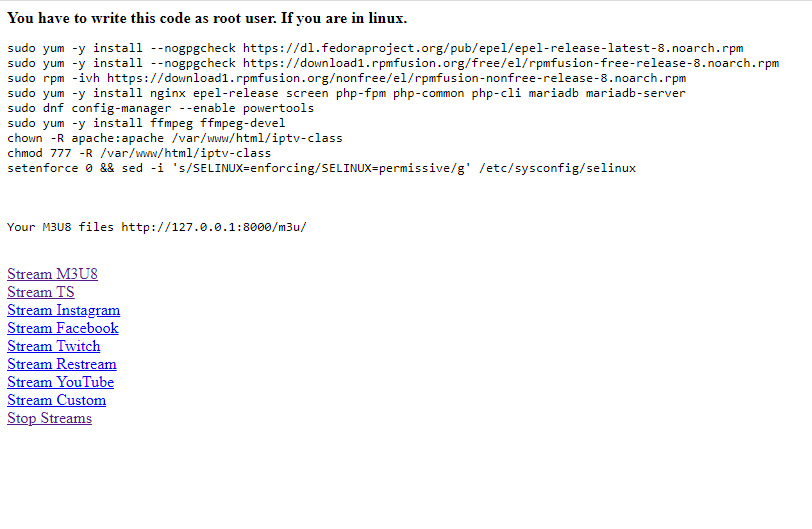 You have to write this code as root user. If you are in linux.
sudo yum -y install --nogpgcheck https://dl.fedoraproject.org/pub/epel/epel-release-latest-8.noarch.rpm
sudo yum -y install --nogpgcheck https://download1.rpmfusion.org/free/el/rpmfusion-free-release-8.noarch.rpm
sudo rpm -ivh https://download1.rpmfusion.org/nonfree/el/rpmfusion-nonfree-release-8.noarch.rpm
sudo yum -y install nginx epel-release screen php-fpm php-common php-cli mariadb mariadb-server
sudo dnf config-manager --enable powertools
sudo yum -y install ffmpeg ffmpeg-devel
chown -R apache:apache /var/www/html/iptv-class
chmod 777 -R /var/www/html/iptv-class
setenforce 0 && sed -i 's/SELINUX=enforcing/SELINUX=permissive/g' /etc/sysconfig/selinux
Your M3U8 files http://127.0.0.1:8000/m3u/
Stream M3U8
Stream TS
Stream Instagram
Stream Facebook
Stream Twitch
Stream Restream
Stream YouTube
Stream Custom
Stop Streams